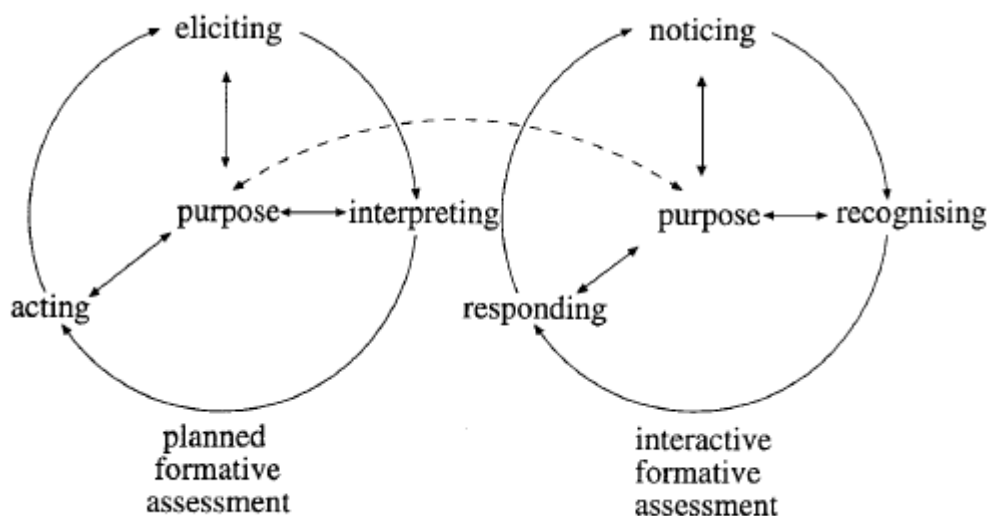 eliciting
noticing
purpose
interpreting
purpose
recognising
acting
responding
planned
formative
assessment
interactive
formative
assessment